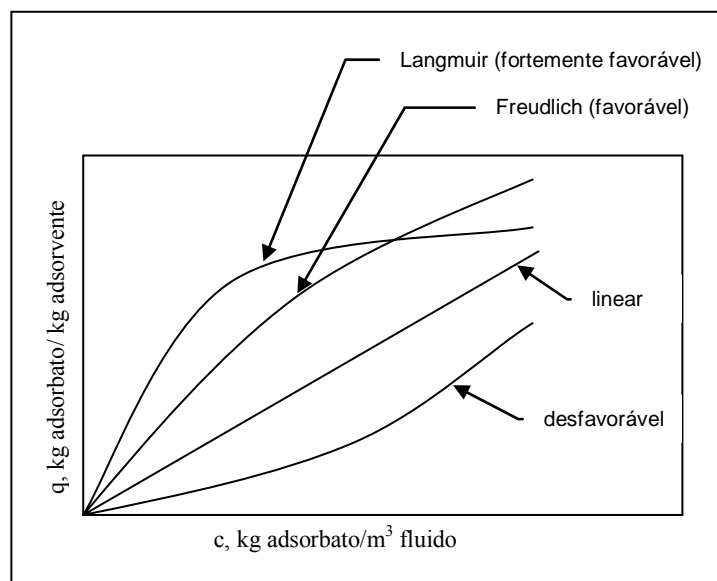 Langmuir (fortemente favorável)
Freudlich (favorável)
linear
desfavorável
q, kg adsorbato/ kg adsorvente
c, kg adsorbato/m³ fluido